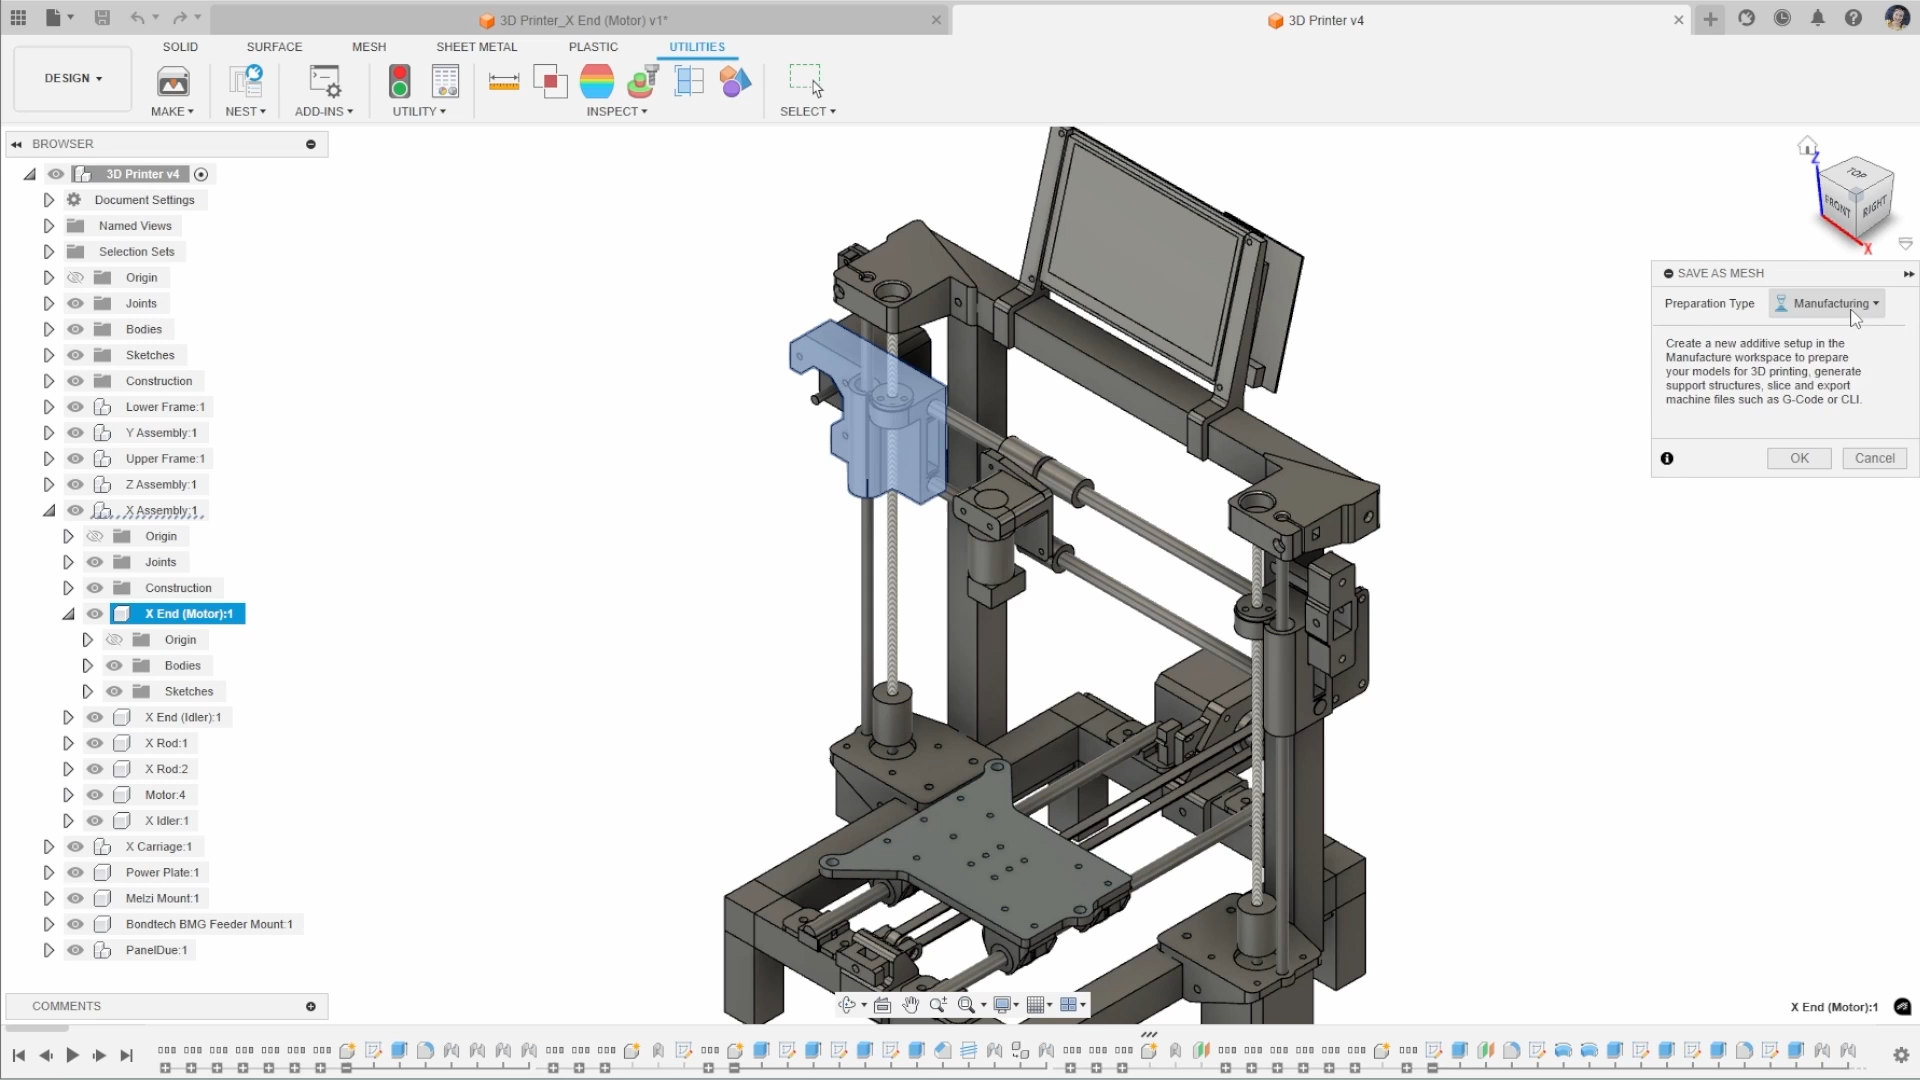 3D Printer_X End (Motor) v1*
3D Printer v4
DESIGN
SOLID
SURFACE
MESH
SHEET METAL
PLASTIC
UTILITIES
MAKE
NEST
ADD-INS
UTILITY
INSPECT
SELECT
BROWSER
3D Printer v4
Document Settings
Named Views
Selection Sets
Origin
Joints
Bodies
Sketches
Construction
Lower Frame:1
Y Assembly:1
Upper Frame:1
Z Assembly:1
X Assembly:1
Origin
Joints
Construction
X End (Motor):1
Origin
Bodies
Sketches
X End (Idler):1
X Rod:1
X Rod:2
Motor:4
X Idler:1
X Carriage:1
Power Plate:1
Melzi Mount:1
Bondtech BMG Feeder Mount:1
PanelDue:1
COMMENTS
Z
TOP
FRONT
RIGHT
X
SAVE AS MESH
Preparation Type
Manufacturing
Create a new additive setup in the
Manufacture workspace to prepare
your models for 3D printing, generate
support structures, slice and export
machine files such as G-Code or CLI.
OK
Cancel
X End (Motor):1